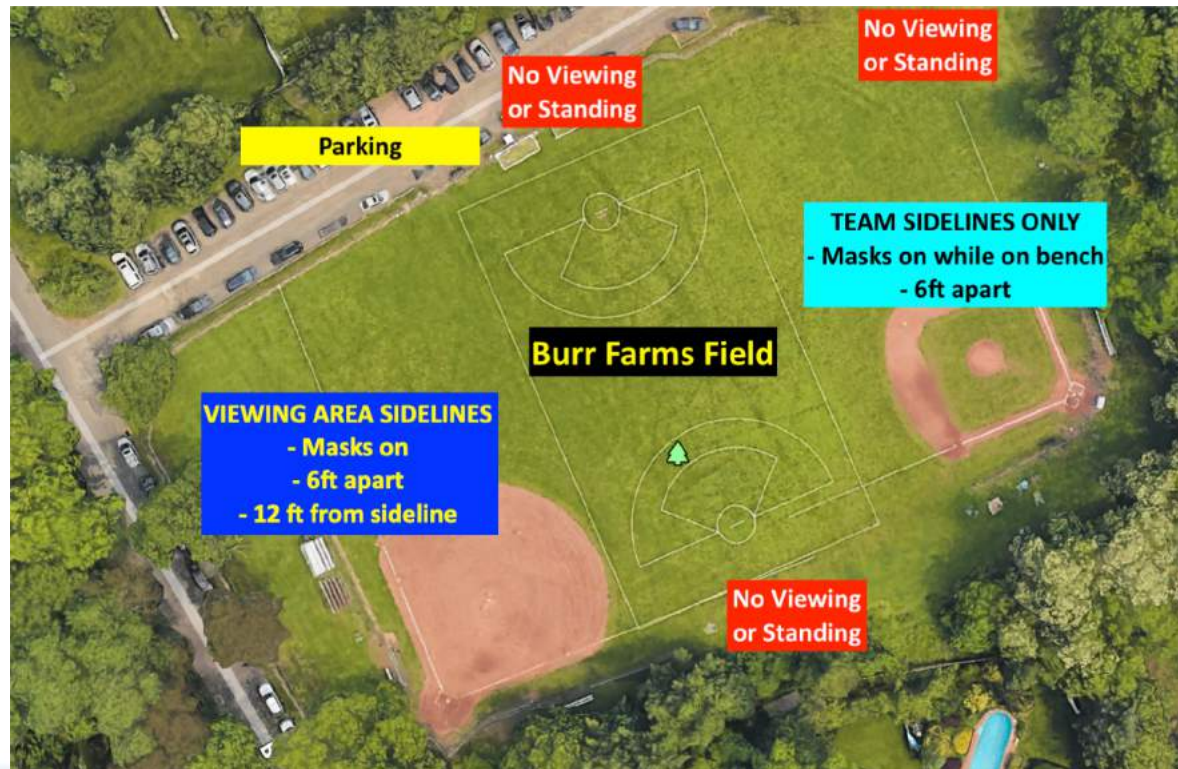 No Viewing
or Standing
No Viewing
or Standing
Parking
TEAM SIDELINES ONLY
- Masks on while on bench
- 6ft apart
Burr Farms Field
VIEWING AREA SIDELINES
- Masks on
- 6ft apart
- 12 ft from sideline
No Viewing
or Standing